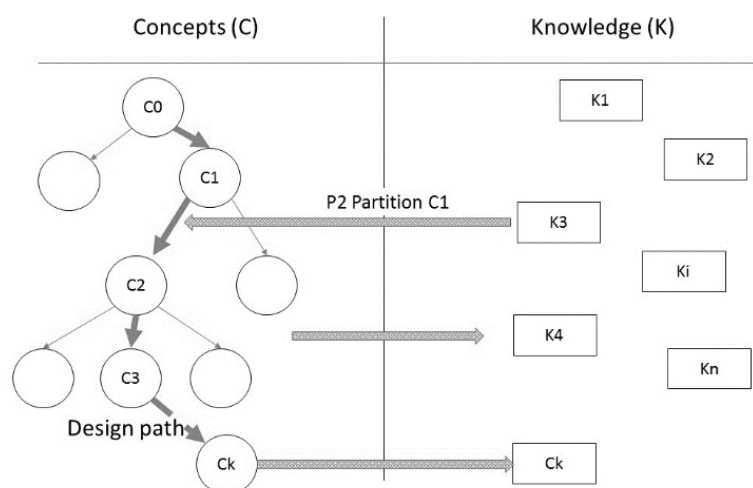 Concepts (C)
Knowledge (K)
C0
K1
K2
C1
P2 Partition C1
K3
Ki
C2
K4
Kn
C3
Design path
Ck
Ck